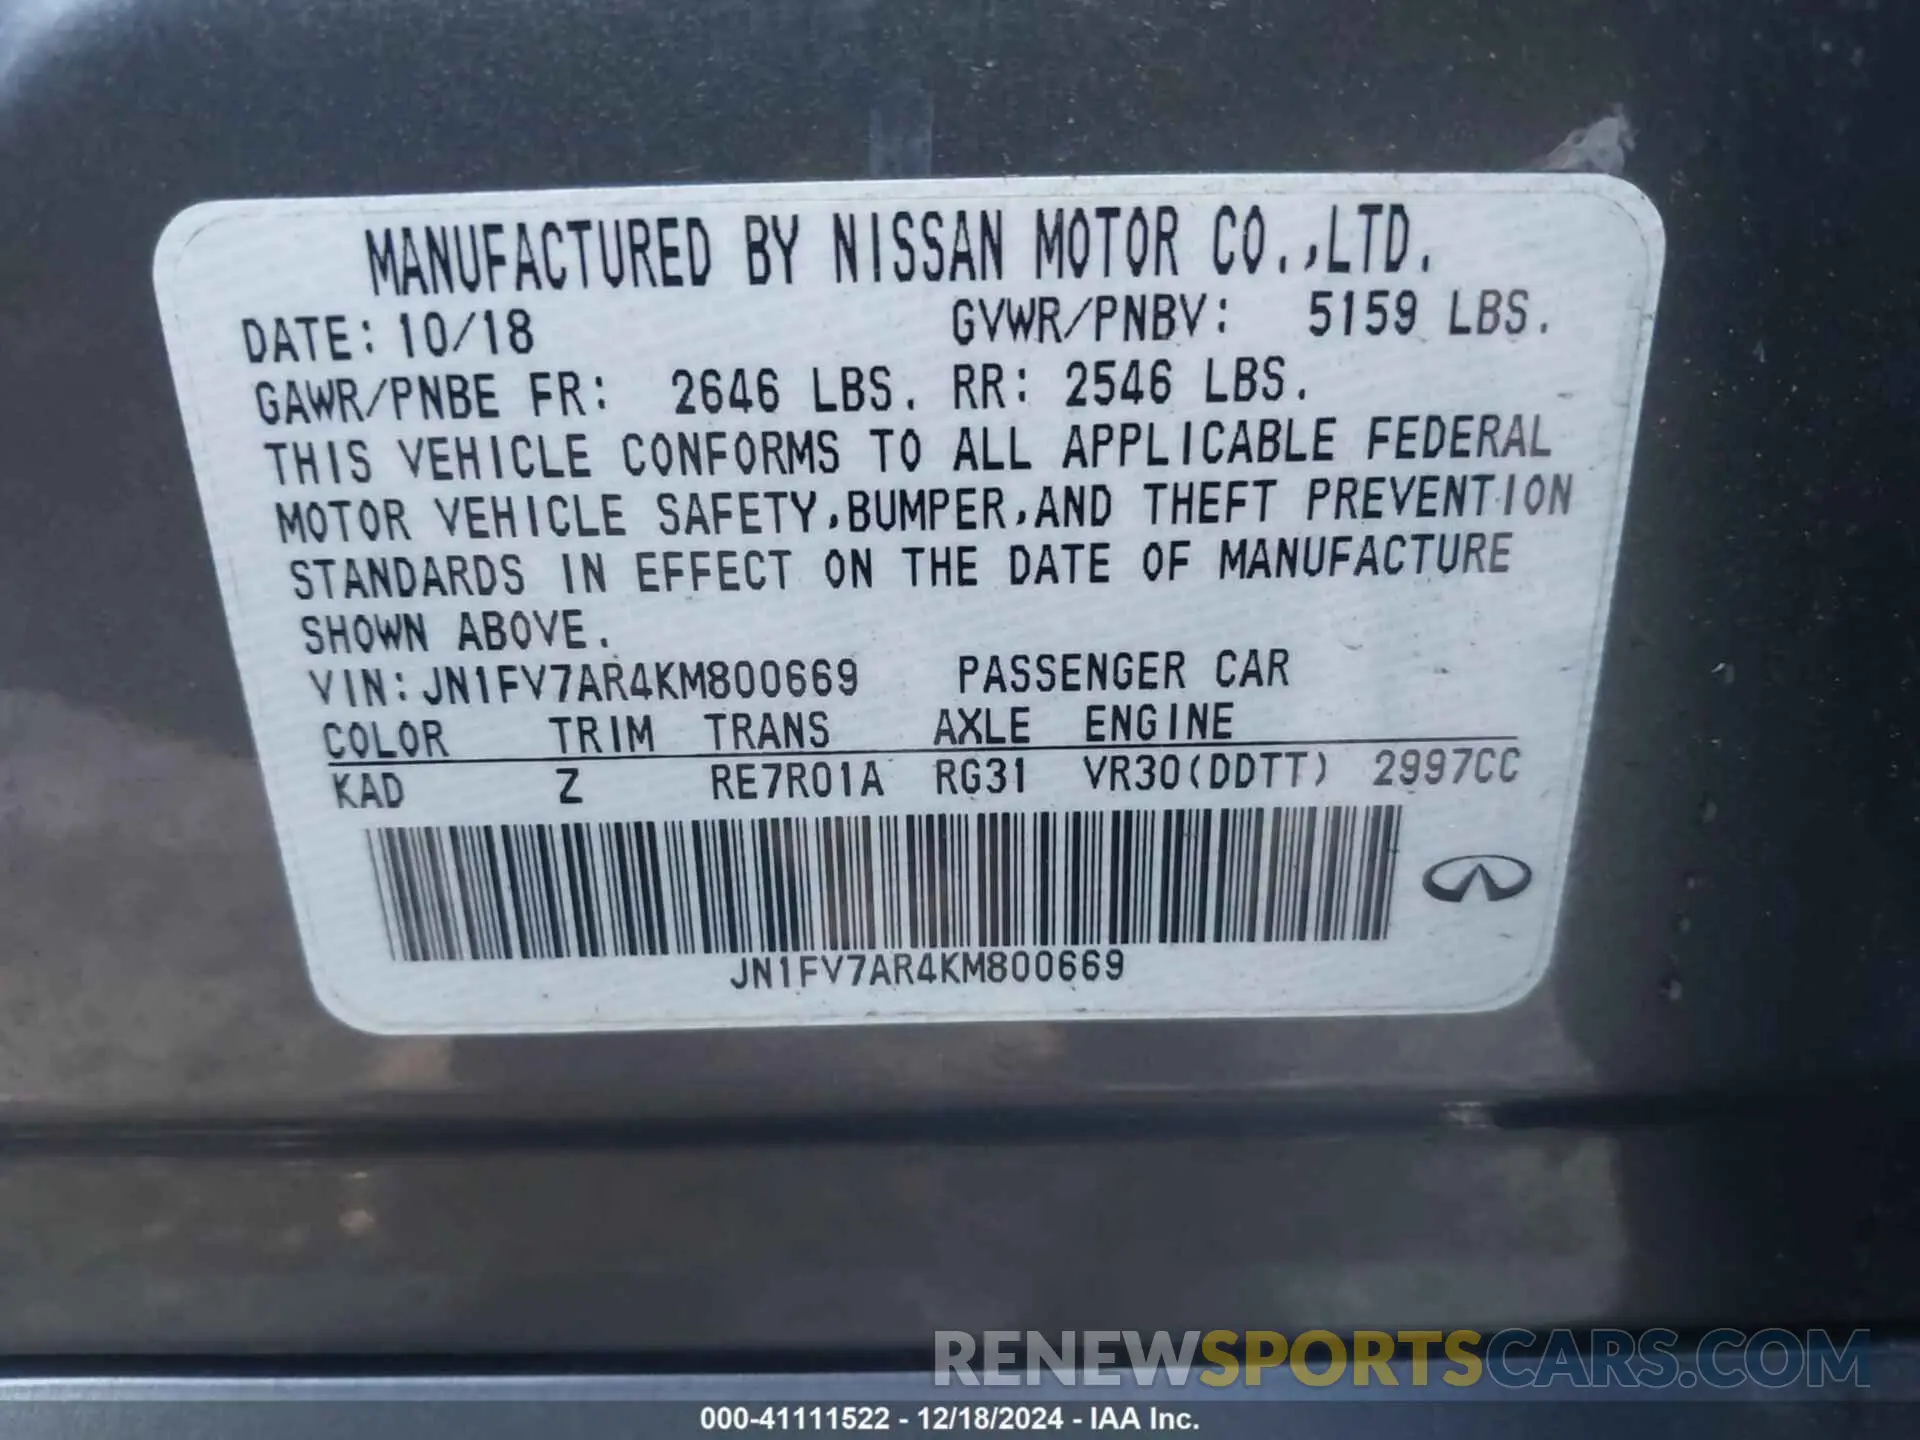 MANUFACTURED BY NISSAN MOTOR CO.,LTD.
DATE: 10/18 GVWR/PNBV: 5159 LBS.
GAWR/PNBE FR: 2646 LBS. RR: 2546 LBS.
THIS VEHICLE CONFORMS TO ALL APPLICABLE FEDERAL
MOTOR VEHICLE SAFETY,BUMPER,AND THEFT PREVENTION
STANDARDS IN EFFECT ON THE DATE OF MANUFACTURE
SHOWN ABOVE.
VIN: JN1FV7AR4KM800669 PASSENGER CAR
COLOR TRIM TRANS AXLE ENGINE
KAD Z RE7R01A RG31 VR30(DDTT) 2997CC
JN1FV7AR4KM800669
RENEWSPORTSCARS.COM
000-41111522 - 12/18/2024 - IAA Inc.